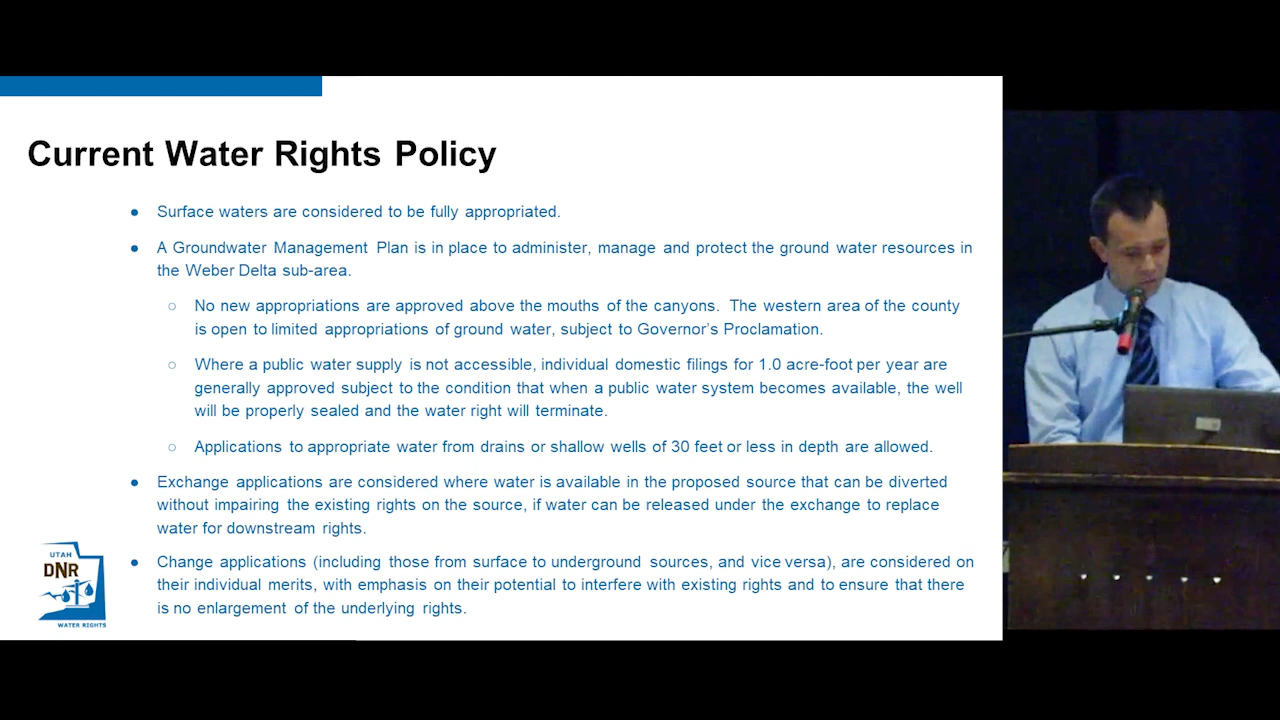 Current Water Rights Policy
● Surface waters are considered to be fully appropriated.
● A Groundwater Management Plan is in place to administer, manage and protect the ground water resources in
the Weber Delta sub-area.
○ No new appropriations are approved above the mouths of the canyons. The western area of the county
is open to limited appropriations of ground water, subject to Governor's Proclamation.
○ Where a public water supply is not accessible, individual domestic filings for 1.0 acre-foot per year are
generally approved subject to the condition that when a public water system becomes available, the well
will be properly sealed and the water right will terminate.
○ Applications to appropriate water from drains or shallow wells of 30 feet or less in depth are allowed.
● Exchange applications are considered where water is available in the proposed source that can be diverted
without impairing the existing rights on the source, if water can be released under the exchange to replace
water for downstream rights.
● Change applications (including those from surface to underground sources, and vice versa), are considered on
their individual merits, with emphasis on their potential to interfere with existing rights and to ensure that there
is no enlargement of the underlying rights.
UTAH
DNR
WATER RIGHTS